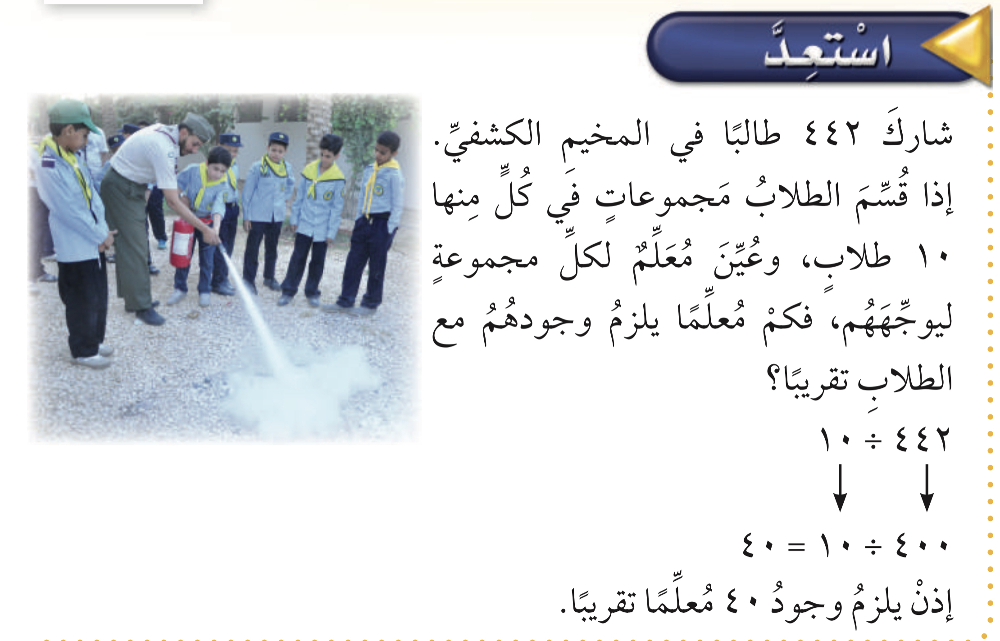 اسْتَعِدَّ
شاركَ ٤٤٢ طالبًا في المخيم الكشفيِّ.
إذا قُسِّمَ الطلابُ مَجموعاتٍ في كُلٍّ مِنها
١٠ طلابٍ، وعُيِّنَ مُعَلِّمٌ لكلِّ مجموعةٍ
ليوجِّهَهُم، فكمْ مُعلِّمًا يلزمُ وجودهُمُ مع
الطلابِ تقريبًا؟
٤٤٢ ÷ ١٠
٤٠٠ ÷ ١٠ = ٤٠
إذنْ يلزمُ وجودُ ٤٠ مُعلِّمًا تقريبًا.